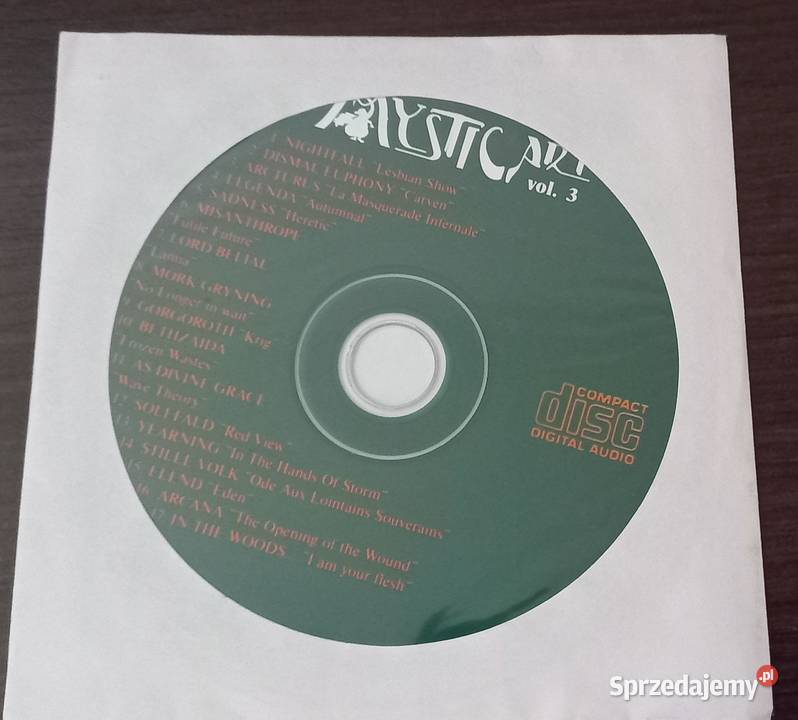 MYSTIC ART
vol. 3
1. NIGHTFALL "Lesbian Show"
2. DISMAL EUPHONY "Carven"
3. ARCTURUS "La Masquerade Infernale"
4. LEGENDA "Autumnal"
5. SADNESS "Heretic"
6. MISANTHROPE
"Futile Future"
7. LORD BELIAL
"Lamia"
8. MORK GRYNING
"No Longer to wait"
9. GORGOROTH "Krig"
10. BETHZAIDA
"Frozen Wastes"
11. AS DIVINE GRACE
"Wave Theory"
12. SOLEFALD "Red View"
13. YEARNING "In The Hands Of Storm"
14. STILLE VOLK "Ode Aux Lointains Souverains"
15. ELEND "Eden"
16. ARCANA "The Opening of the Wound"
17. IN THE WOODS... "I am your flesh"
COMPACT
disc
DIGITAL AUDIO
Sprzedajemy.pl